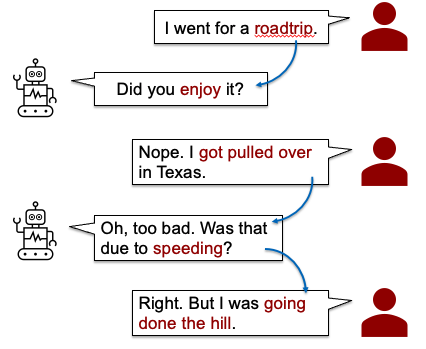 I went for a roadtrip.
Did you enjoy it?
Nope. I got pulled over
in Texas.
Oh, too bad. Was that
due to speeding?
Right. But I was going
done the hill.